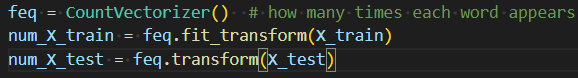 feq = CountVectorizer()  # how many times each word appears
num_X_train = feq.fit_transform(X_train)
num_X_test = feq.transform(X_test)